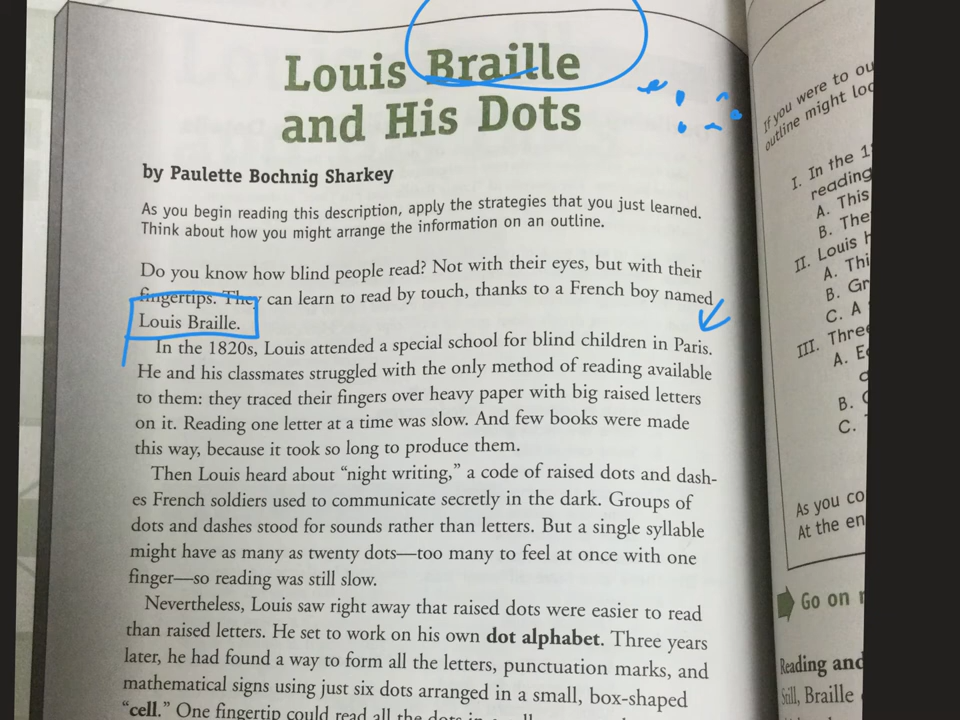 Louis Braille
and His Dots
by Paulette Bochnig Sharkey
As you begin reading this description, apply the strategies that you just learned.
Think about how you might arrange the information on an outline.
Do you know how blind people read? Not with their eyes, but with their
fingertips. They can learn to read by touch, thanks to a French boy named
Louis Braille.
In the 1820s, Louis attended a special school for blind children in Paris.
He and his classmates struggled with the only method of reading available
to them: they traced their fingers over heavy paper with big raised letters
on it. Reading one letter at a time was slow. And few books were made
this way, because it took so long to produce them.
Then Louis heard about “night writing,” a code of raised dots and dash-
es French soldiers used to communicate secretly in the dark. Groups of
dots and dashes stood for sounds rather than letters. But a single syllable
might have as many as twenty dots—too many to feel at once with one
finger—so reading was still slow.
Nevertheless, Louis saw right away that raised dots were easier to read
than raised letters. He set to work on his own dot alphabet. Three years
later, he had found a way to form all the letters, punctuation marks, and
mathematical signs using just six dots arranged in a small, box-shaped
“cell.” One fingertip could read all the dots in
If you were to ou
outline might loo
I. In the 1
reading
A. This
B. The
II. Louis h
A. Thi
B. Gr
C. A
III. Three
A. E
B.
C.
As you co
At the en
Go on
Reading and
Still, Braille